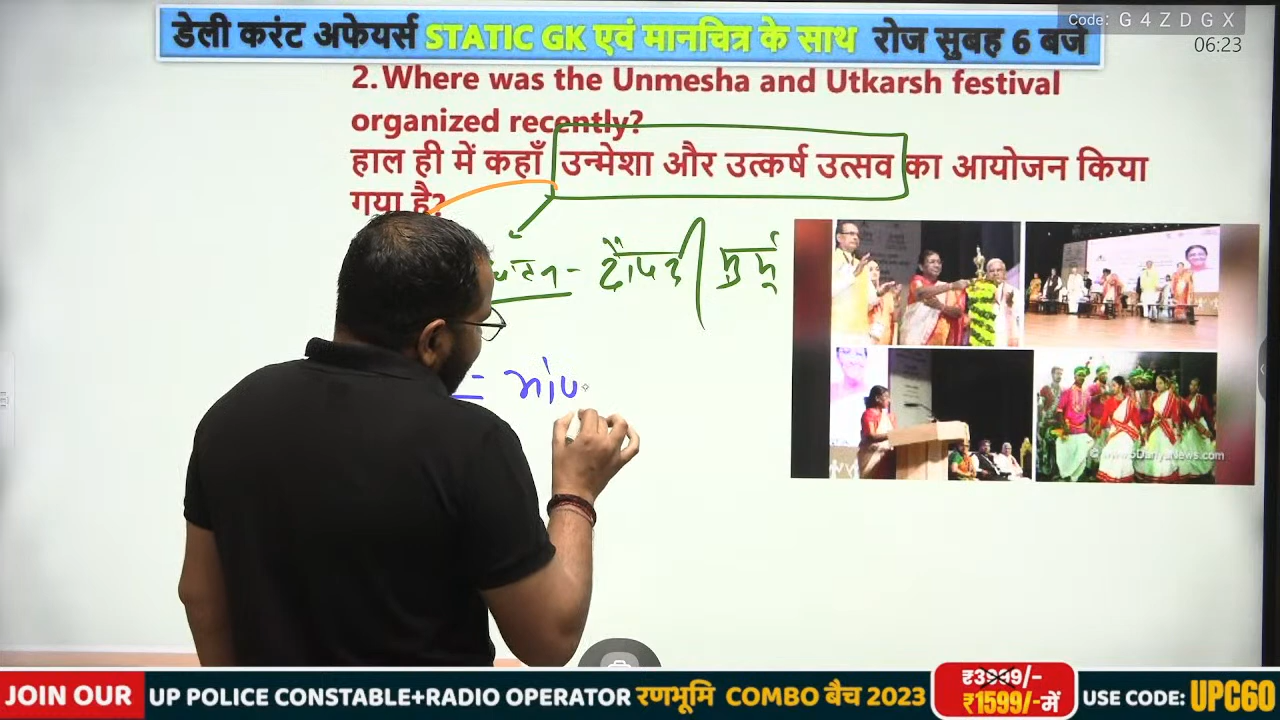 Code: G 4 Z D G X
06:23
डेली करंट अफेयर्स STATIC GK एवं मानचित्र के साथ रोज सुबह 6 बजे
2. Where was the Unmesha and Utkarsh festival
organized recently?
हाल ही में कहाँ उन्मेशा और उत्कर्ष उत्सव का आयोजन किया
गया है?
JOIN OUR UP POLICE CONSTABLE+RADIO OPERATOR रणभूमि COMBO बैच 2023 ₹3999/- USE CODE: UPC60
₹1599/-में